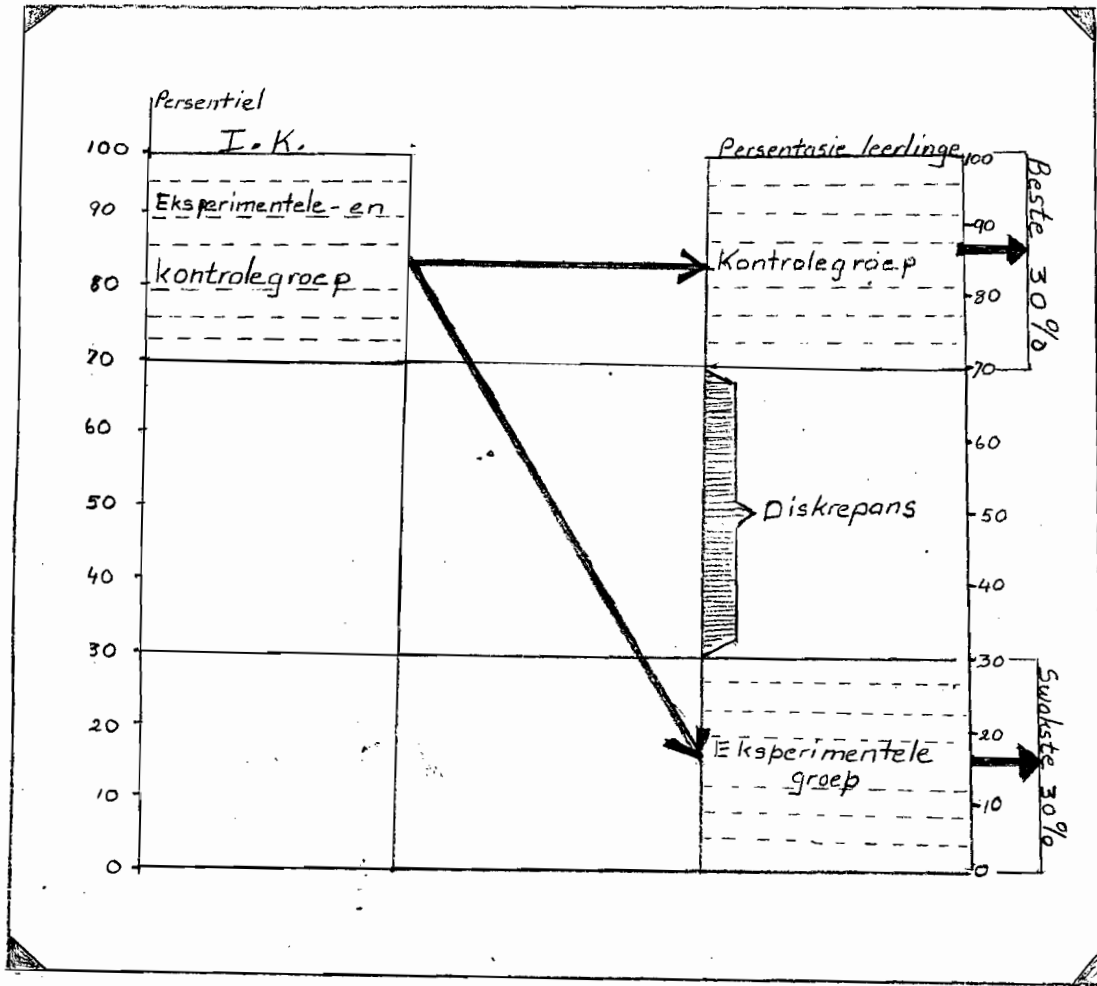 Persentiel
I. K.
100
90
80
70
60
50
40
30
20
10
0
Eksperimentele - en
kontrolegroep
Persentasie leerlinge
Kontrolegroep
Diskrepans
Eksperimentele
groep
100
90
80
70
60
50
40
30
20
10
0
Beste 30%
Swakste 30%